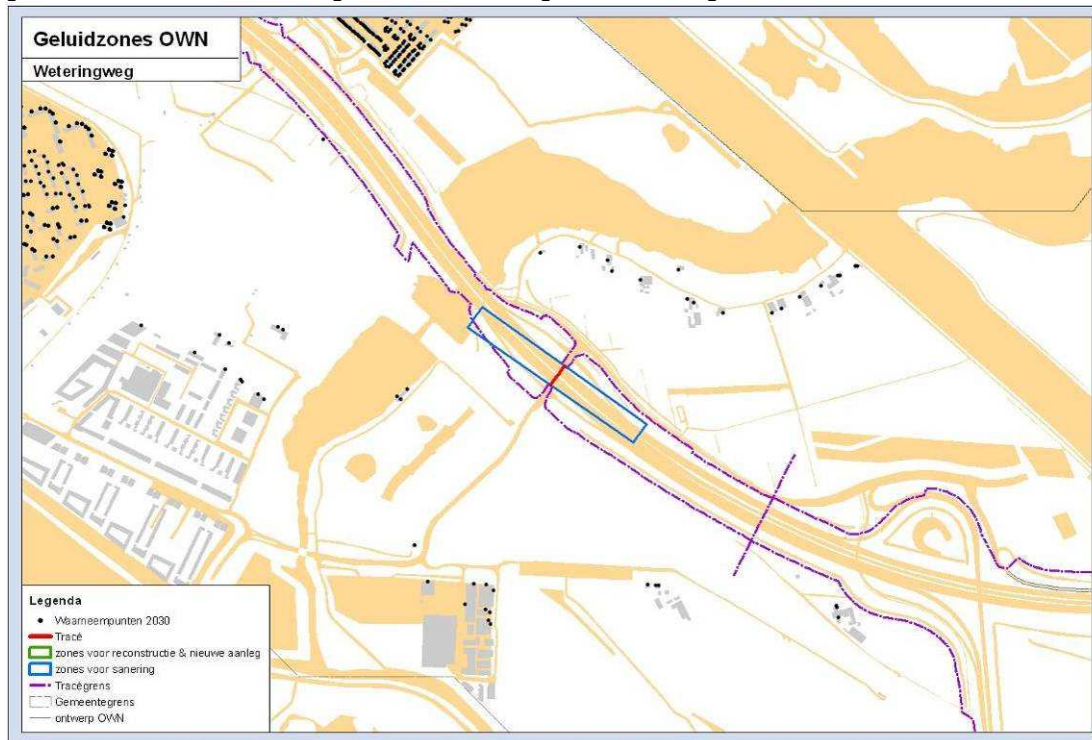 Geluidzones OWN
Weteringweg
Legenda
Waarneempunten 2030
Tracé
zones voor reconstructie & nieuwe aanleg
zones voor sanering
Tracégrens
Gemeentegrens
ontwerp OWN